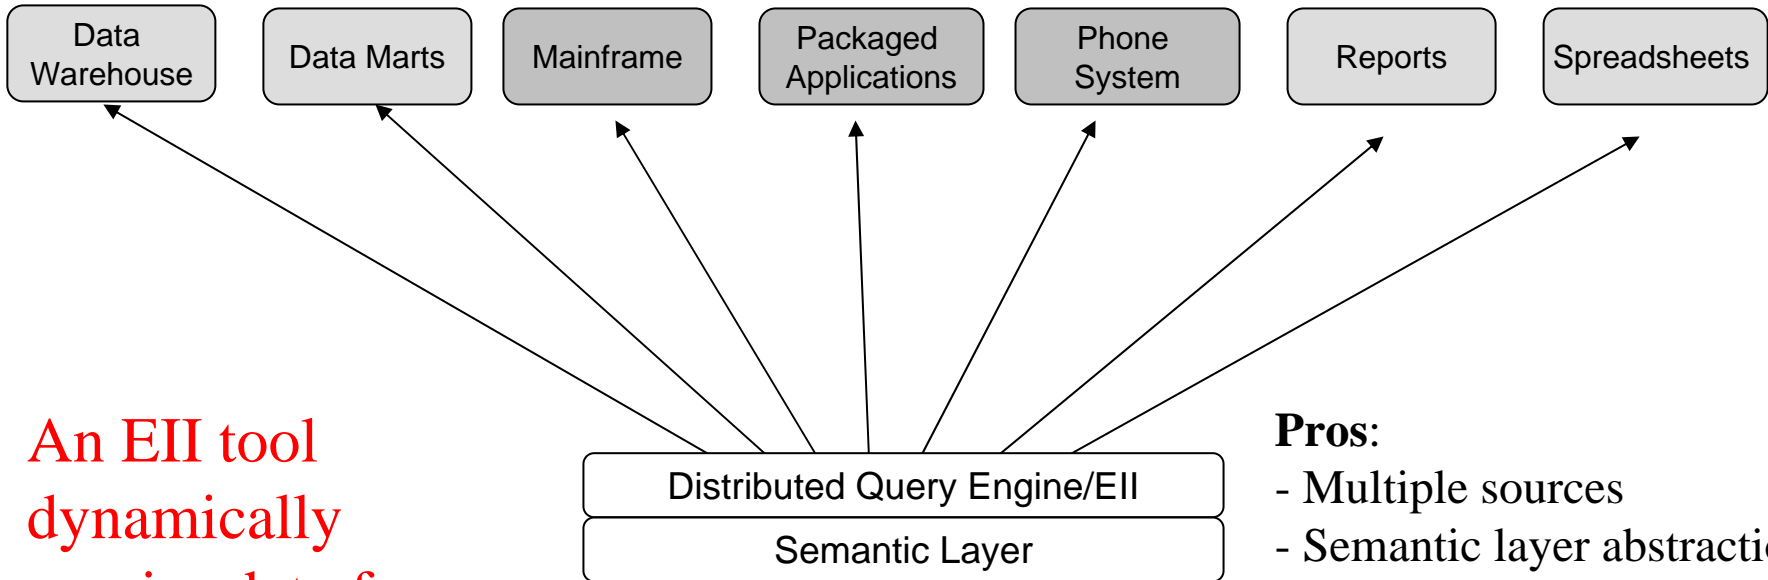 Data
Warehouse
Data Marts
Mainframe
Packaged
Applications
Phone
System
Reports
Spreadsheets
An EII tool
dynamically
Distributed Query Engine/EII
Semantic Layer
Pros:
- Multiple sources
- Semantic layer